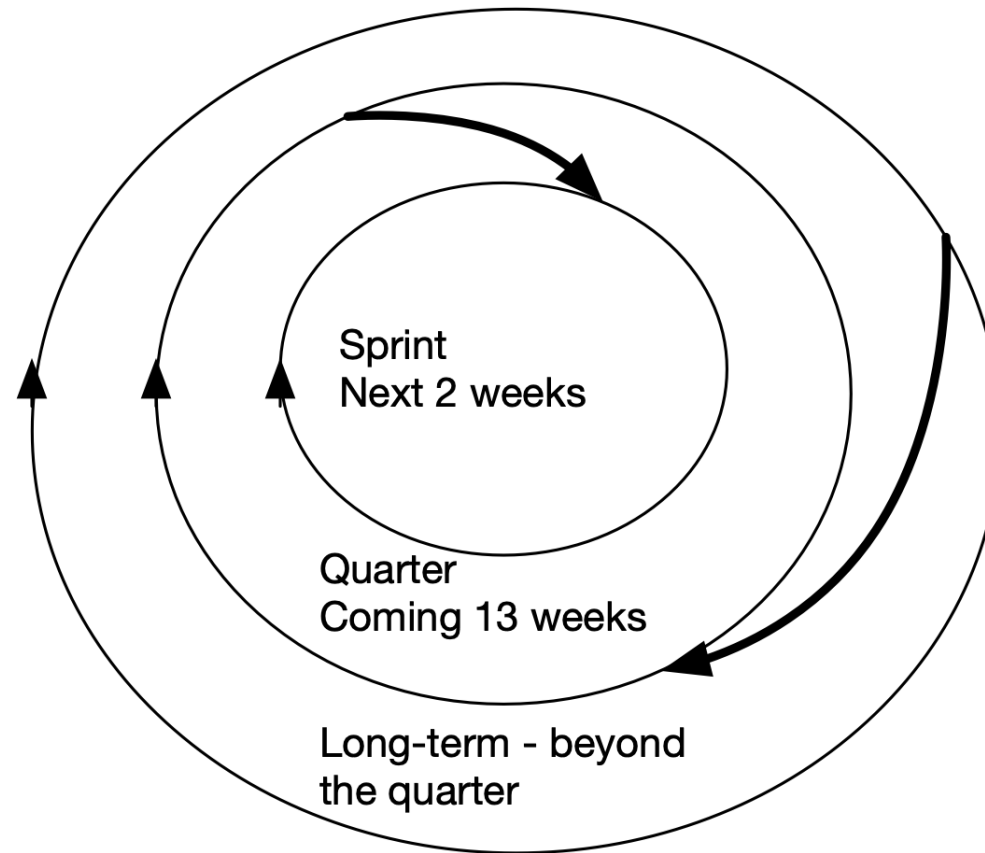 Sprint
Next 2 weeks
Quarter
Coming 13 weeks
Long-term - beyond
the quarter